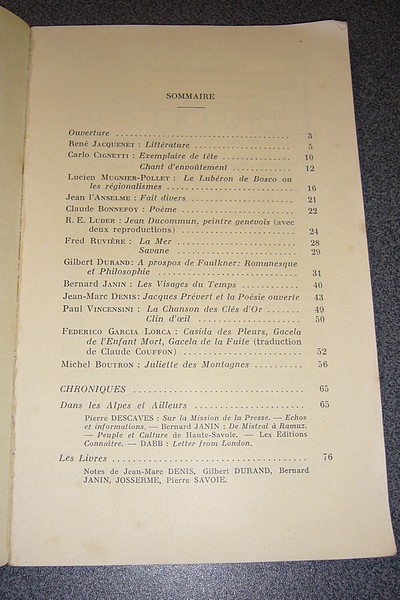 SOMMAIRE
Ouverture .............................. 3
René Jacquenet : Littérature .................. 5
Carlo Cignetti : Exemplaire de tête ............. 10
Chant d'envoûtement ............ 12
Lucien Mugnier-Pollet : Le Lubéron de Bosco ou
les régionalismes ........................ 16
Jean l'Anselme : Fait divers .................... 21
Claude Bonnefoy : Poème ....................... 22
R. E. Luder : Jean Ducommun, peintre genevois (avec
deux reproductions) ....................... 24
Fred Ruvière : La Mer ......................... 28
Savane ......................... 29
Gilbert Durand : A propos de Faulkner : Romanesque
et Philosophie ............................ 31
Bernard Janin : Les Visages du Temps ........... 40
Jean-Marc Denis : Jacques Prévert et la Poésie ouverte 43
Paul Vincensini : La Chanson des Clés d'Or ....... 49
Clin d'œil ...................... 50
Federico Garcia Lorca : Casida des Pleurs, Gacela
de l'Enfant Mort, Gacela de la Fuite (traduction
de Claude Couffon) ....................... 52
Michel Boutron : Juliette des Montagnes .......... 56
CHRONIQUES .............................. 65
Dans les Alpes et Ailleurs ....................... 65
Pierre DESCAVES : Sur la Mission de la Presse. — Echos
et informations. — Bernard JANIN : De Mistral à Ramuz.
— Peuple et Culture de Haute-Savoie. — Les Editions
Connaître. — DABB : Letter from London.
Les Livres ................................ 76
Notes de Jean-Marc DENIS, Gilbert DURAND, Bernard
JANIN, JOSSERME, Pierre SAVOIE.